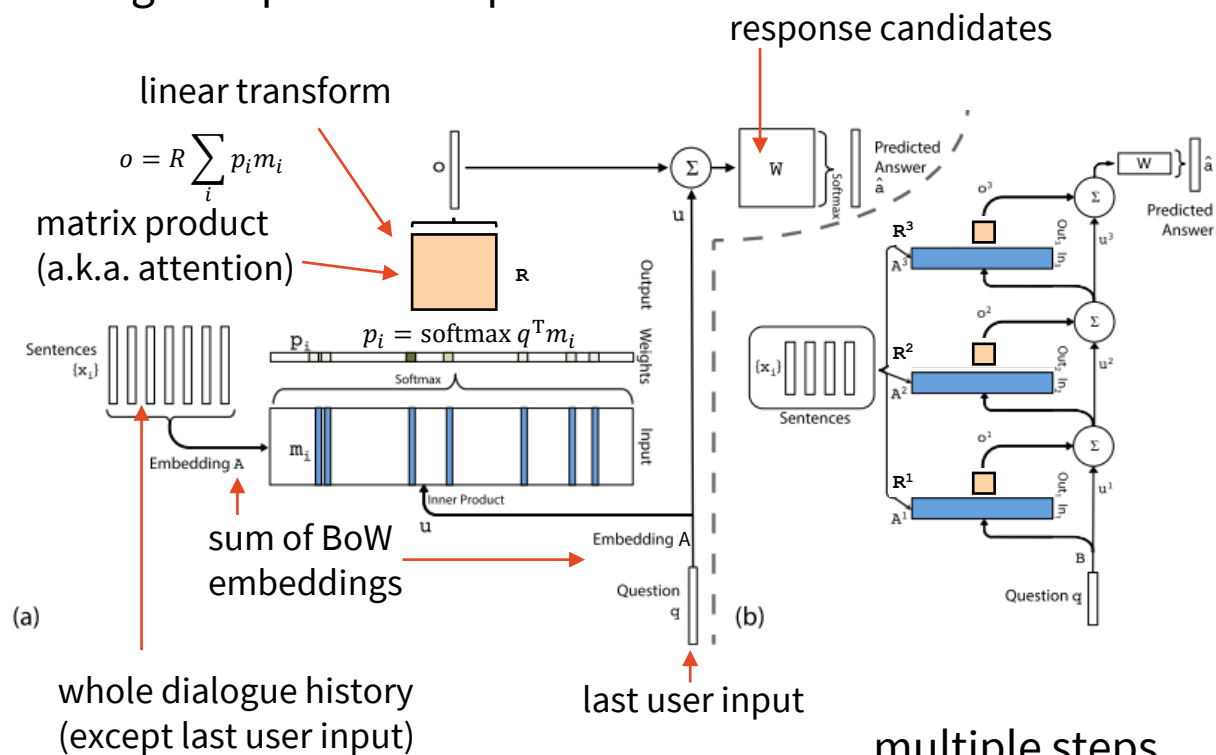 response candidates
linear transform
o = R ∑ᵢ pᵢmᵢ
matrix product
(a.k.a. attention)
o
Σ
W
Softmax
Predicted
Answer
â
u
R
Output
Weights
pᵢ = softmax qᵀmᵢ
Sentences
{xᵢ}
pᵢ
Softmax
mᵢ
Input
Embedding A
Inner Product
u
sum of BoW
embeddings
Embedding A
Question
q
(a)
whole dialogue history
(except last user input)
last user input
(b)
W
â
Predicted
Answer
Σ
o³
u³
R³
A³
Out₃ In₃
Σ
o²
u²
R²
A²
Out₂ In₂
{xᵢ}
Sentences
Σ
o¹
u¹
R¹
A¹
Out₁ In₁
B
Question q
multiple steps